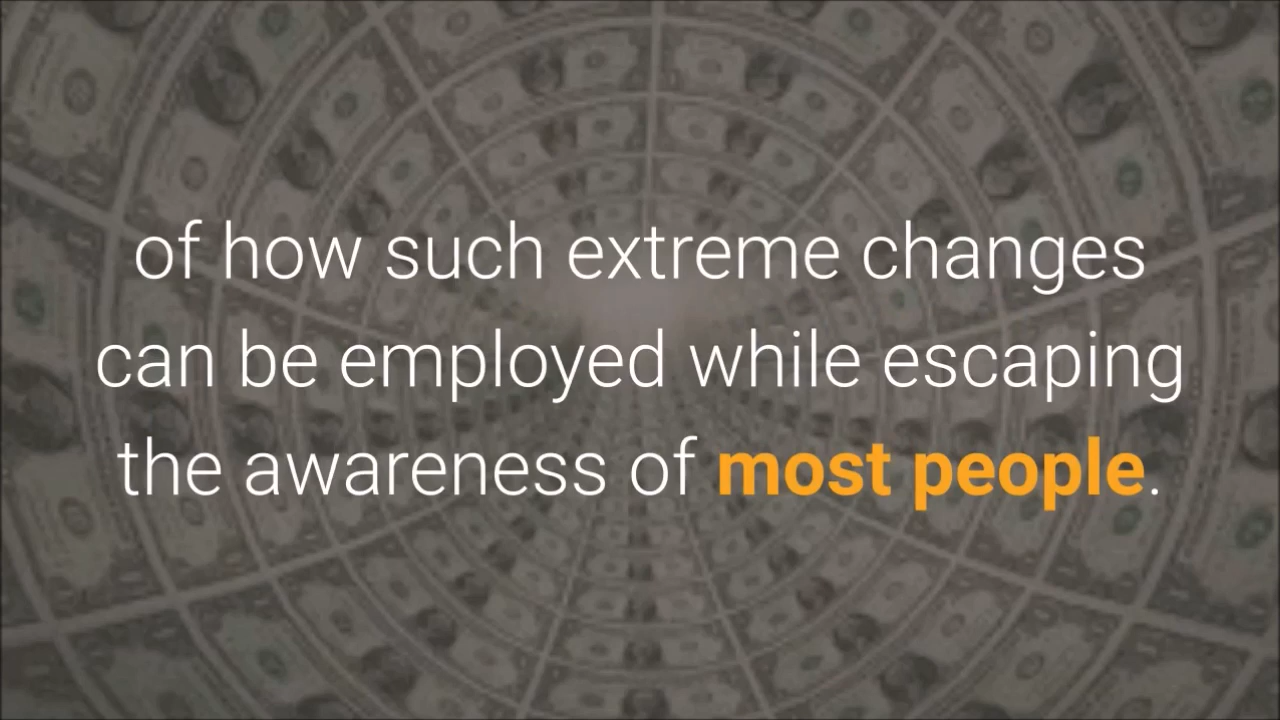 of how such extreme changes
can be employed while escaping
the awareness of most people.